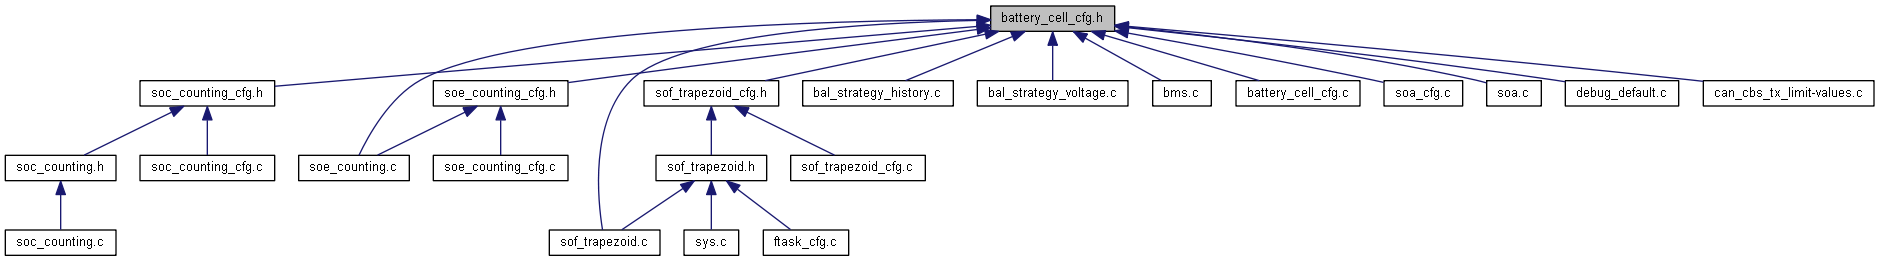 battery_cell_cfg.h
soc_counting_cfg.h
soe_counting_cfg.h
sof_trapezoid_cfg.h
bal_strategy_history.c
bal_strategy_voltage.c
bms.c
battery_cell_cfg.c
soa_cfg.c
soa.c
debug_default.c
can_cbs_tx_limit-values.c
soc_counting.h
soc_counting_cfg.c
soe_counting.c
soe_counting_cfg.c
sof_trapezoid.h
sof_trapezoid_cfg.c
soc_counting.c
sof_trapezoid.c
sys.c
ftask_cfg.c